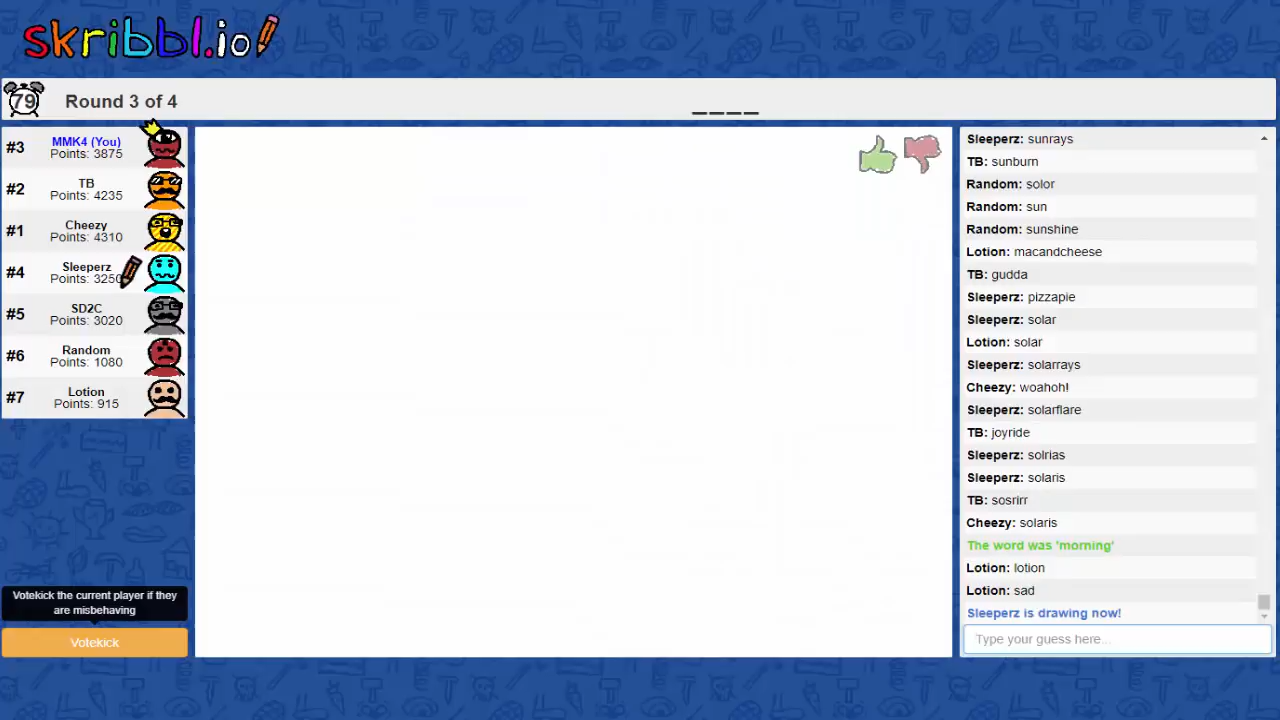 skribbl.io
79
Round 3 of 4
____
#3
MMK4 (You)
Points: 3875
#2
TB
Points: 4235
#1
Cheezy
Points: 4310
#4
Sleeperz
Points: 3250
#5
SD2C
Points: 3020
#6
Random
Points: 1080
#7
Lotion
Points: 915
Votekick the current player if they
are misbehaving
Votekick
Sleeperz: sunrays
TB: sunburn
Random: solor
Random: sun
Random: sunshine
Lotion: macandcheese
TB: gudda
Sleeperz: pizzapie
Sleeperz: solar
Lotion: solar
Sleeperz: solarrays
Cheezy: woahoh!
Sleeperz: solarflare
TB: joyride
Sleeperz: solrias
Sleeperz: solaris
TB: sosrirr
Cheezy: solaris
The word was 'morning'
Lotion: lotion
Lotion: sad
Sleeperz is drawing now!
Type your guess here...